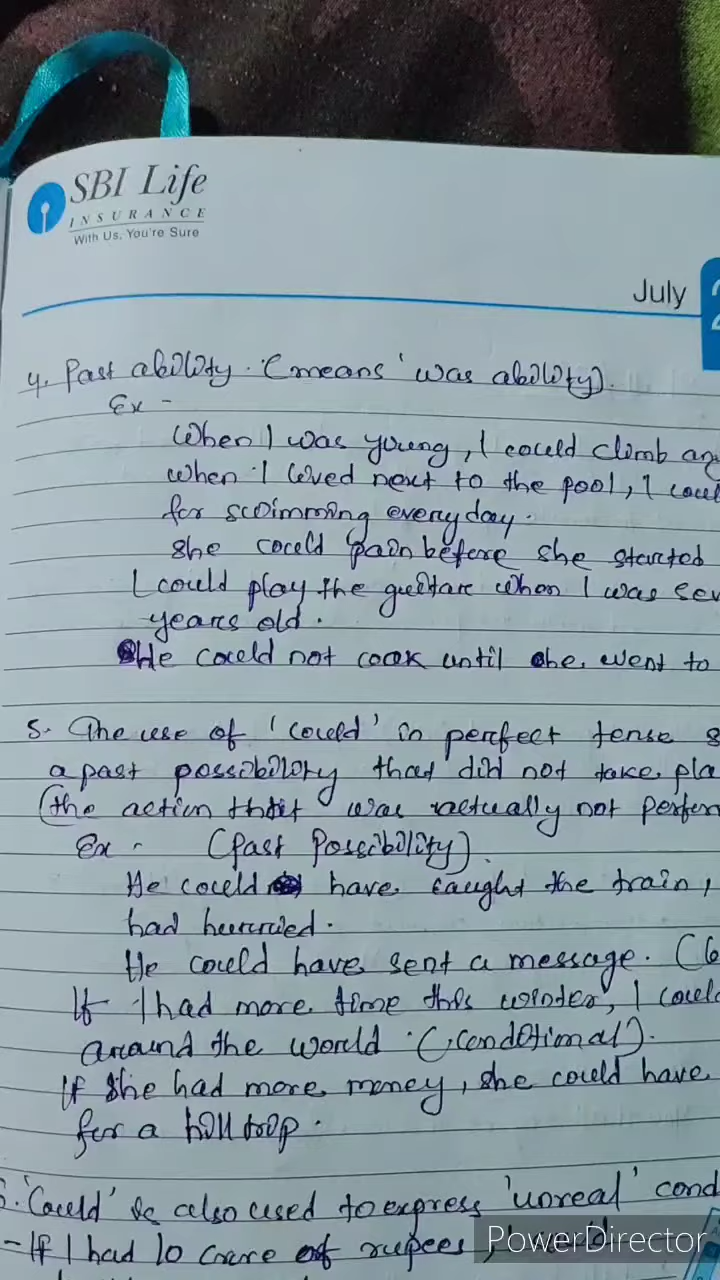 SBI Life
INSURANCE
With Us, You're Sure
July
4. Past ability. (means 'was ability).
Ex -
When I was young, I could climb
when I lived next to the pool, I
for swimming everyday.
She could before she started
I could play the guitar when I was
years old.
He could not cook until she went to
5. The use of 'Could' in perfect tense
a past possibility that did not take
(the action that was actually not
Ex - (Past Possibility).
He could have caught the train,
had hurried.
He could have sent a message.
If I had more time this winter, I
around the world. (conditional).
If she had more money, she could have
for a hill trip.
'Could' is also used to express 'unreal'
- If I had 10 crore of rupees, I
PowerDirector